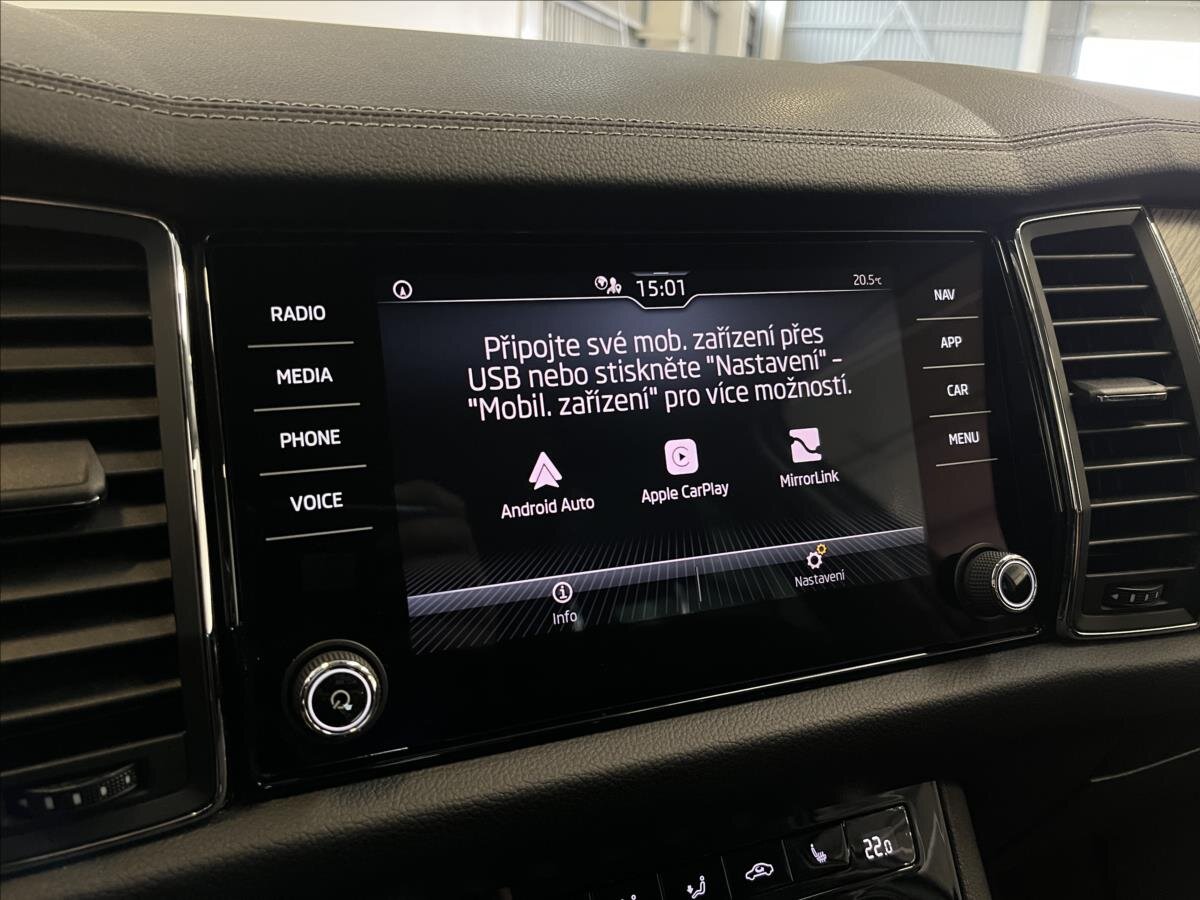 15:01
20.5°C
RADIO
MEDIA
PHONE
VOICE
Připojte své mob. zařízení přes
USB nebo stiskněte "Nastavení" -
"Mobil. zařízení" pro více možností.
Android Auto
Apple CarPlay
MirrorLink
Info
Nastavení
NAV
APP
CAR
MENU
22.0